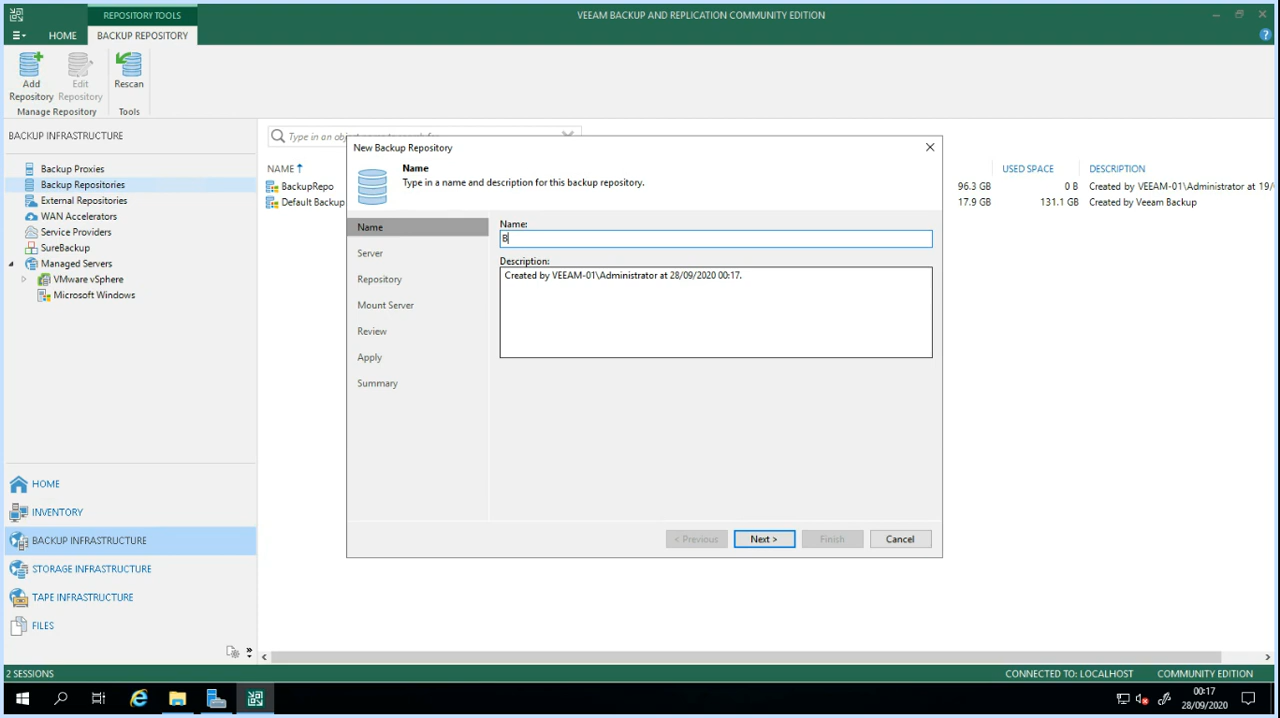 REPOSITORY TOOLS
VEEAM BACKUP AND REPLICATION COMMUNITY EDITION
HOME
BACKUP REPOSITORY
Add Repository
Edit Repository
Rescan
Manage Repository
Tools
BACKUP INFRASTRUCTURE
Backup Proxies
Backup Repositories
External Repositories
WAN Accelerators
Service Providers
SureBackup
Managed Servers
VMware vSphere
Microsoft Windows
HOME
INVENTORY
BACKUP INFRASTRUCTURE
STORAGE INFRASTRUCTURE
TAPE INFRASTRUCTURE
FILES
Type in an
NAME
USED SPACE
DESCRIPTION
BackupRepo
96.3 GB
0 B
Created by VEEAM-01\Administrator at 19/
Default Backup
17.9 GB
131.1 GB
Created by Veeam Backup
New Backup Repository
Name
Type in a name and description for this backup repository.
Name
Server
Repository
Mount Server
Review
Apply
Summary
Name:
B
Description:
Created by VEEAM-01\Administrator at 28/09/2020 00:17.
< Previous
Next >
Finish
Cancel
2 SESSIONS
CONNECTED TO: LOCALHOST
COMMUNITY EDITION
00:17
28/09/2020